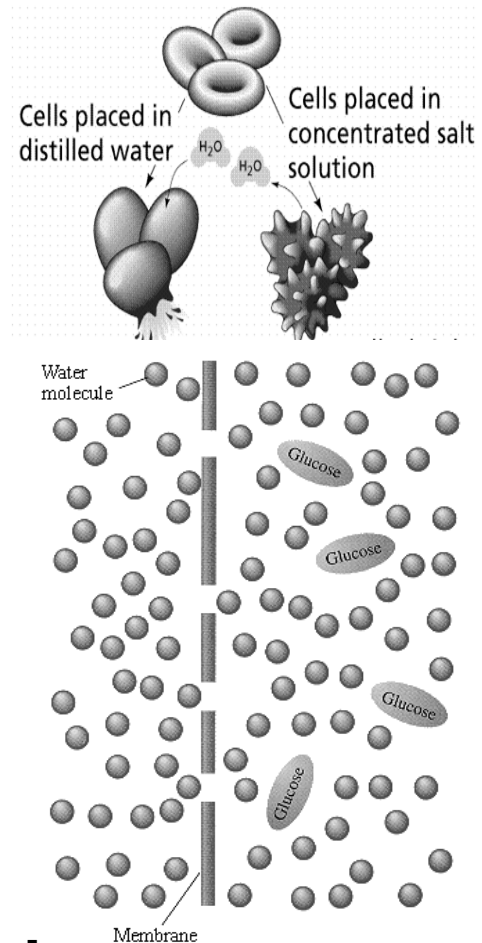 Cells placed in
distilled water
Cells placed in
concentrated salt
solution
H₂O
H₂O
Water
molecule
Glucose
Glucose
Glucose
Glucose
Membrane